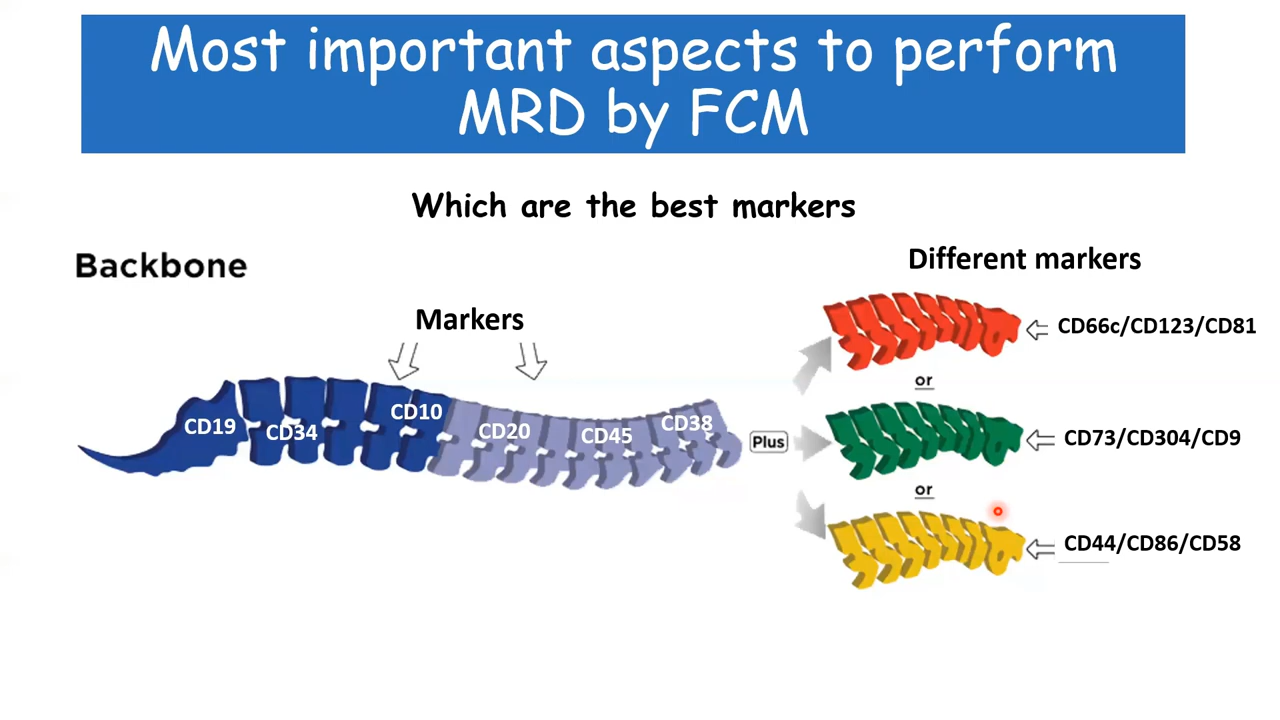 Most important aspects to perform
MRD by FCM
Which are the best markers
Backbone
Different markers
Markers
CD66c/CD123/CD81
or
CD19
CD34
CD10
CD20
CD45
CD38
Plus
CD73/CD304/CD9
or
CD44/CD86/CD58